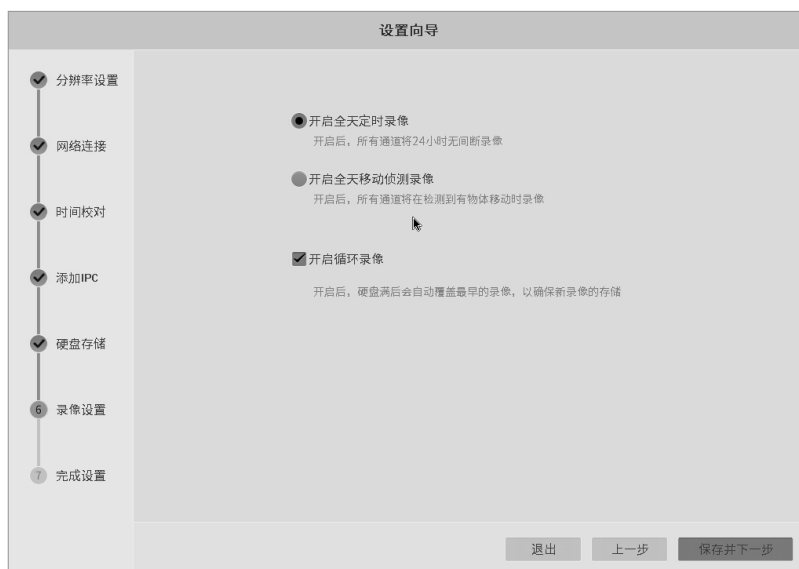 设置向导
分辨率设置
网络连接
时间校对
添加IPC
硬盘存储
6 录像设置
7 完成设置
开启全天定时录像
开启后，所有通道将24小时无间断录像
开启全天移动侦测录像
开启后，所有通道将在检测到有物体移动时录像
开启循环录像
开启后，硬盘满后会自动覆盖最早的录像，以确保新录像的存储
退出 上一步 保存并下一步